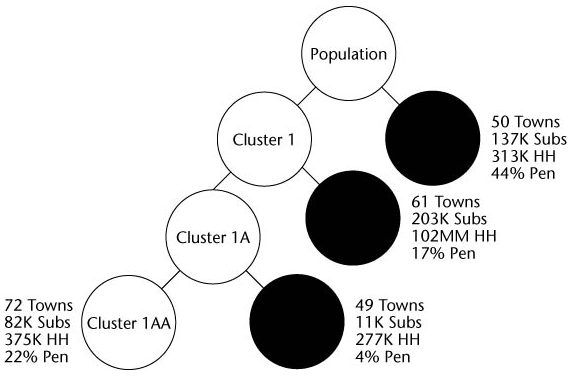 Population
50 Towns
137K Subs
313K HH
44% Pen
Cluster 1
61 Towns
203K Subs
102MM HH
17% Pen
Cluster 1A
72 Towns
82K Subs
375K HH
22% Pen
Cluster 1AA
49 Towns
11K Subs
277K HH
4% Pen